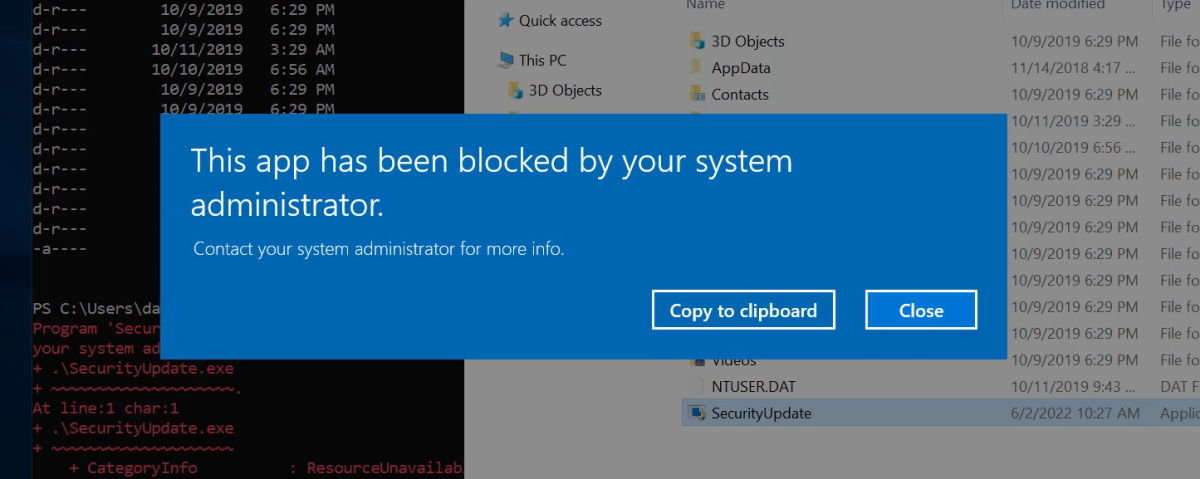 d-r--- 10/9/2019 6:29 PM
d-r--- 10/9/2019 6:29 PM
d-r--- 10/11/2019 3:29 AM
d-r--- 10/10/2019 6:56 AM
d-r--- 10/9/2019 6:29 PM
d-r--- 10/9/2019 6:29 PM
d-r---
d-r---
d-r---
d-r---
d-r---
d-r---
-a----
PS C:\Users\da
Program 'Secur
your system ad
+ .\SecurityUpdate.exe
+ ~~~~~~~~~~~~~~~~~~~~.
At line:1 char:1
+ .\SecurityUpdate.exe
+ ~~~~~~~~~~~~~~~~~~~~
+ CategoryInfo : ResourceUnavailab
Quick access
This PC
3D Objects
Name Date modified Type
3D Objects 10/9/2019 6:29 PM File fo
AppData 11/14/2018 4:17 ... File fo
Contacts 10/9/2019 6:29 PM File fo
10/11/2019 3:29 ... File fo
10/10/2019 6:56 ... File fo
10/9/2019 6:29 PM File fo
10/9/2019 6:29 PM File fo
10/9/2019 6:29 PM File fo
10/9/2019 6:29 PM File fo
10/9/2019 6:29 PM File fo
10/9/2019 6:29 PM File fo
10/9/2019 6:29 PM File fo
Videos 10/9/2019 6:29 PM File fo
NTUSER.DAT 10/11/2019 9:43 ... DAT F
SecurityUpdate 6/2/2022 10:27 AM Applic
This app has been blocked by your system
administrator.
Contact your system administrator for more info.
Copy to clipboard Close